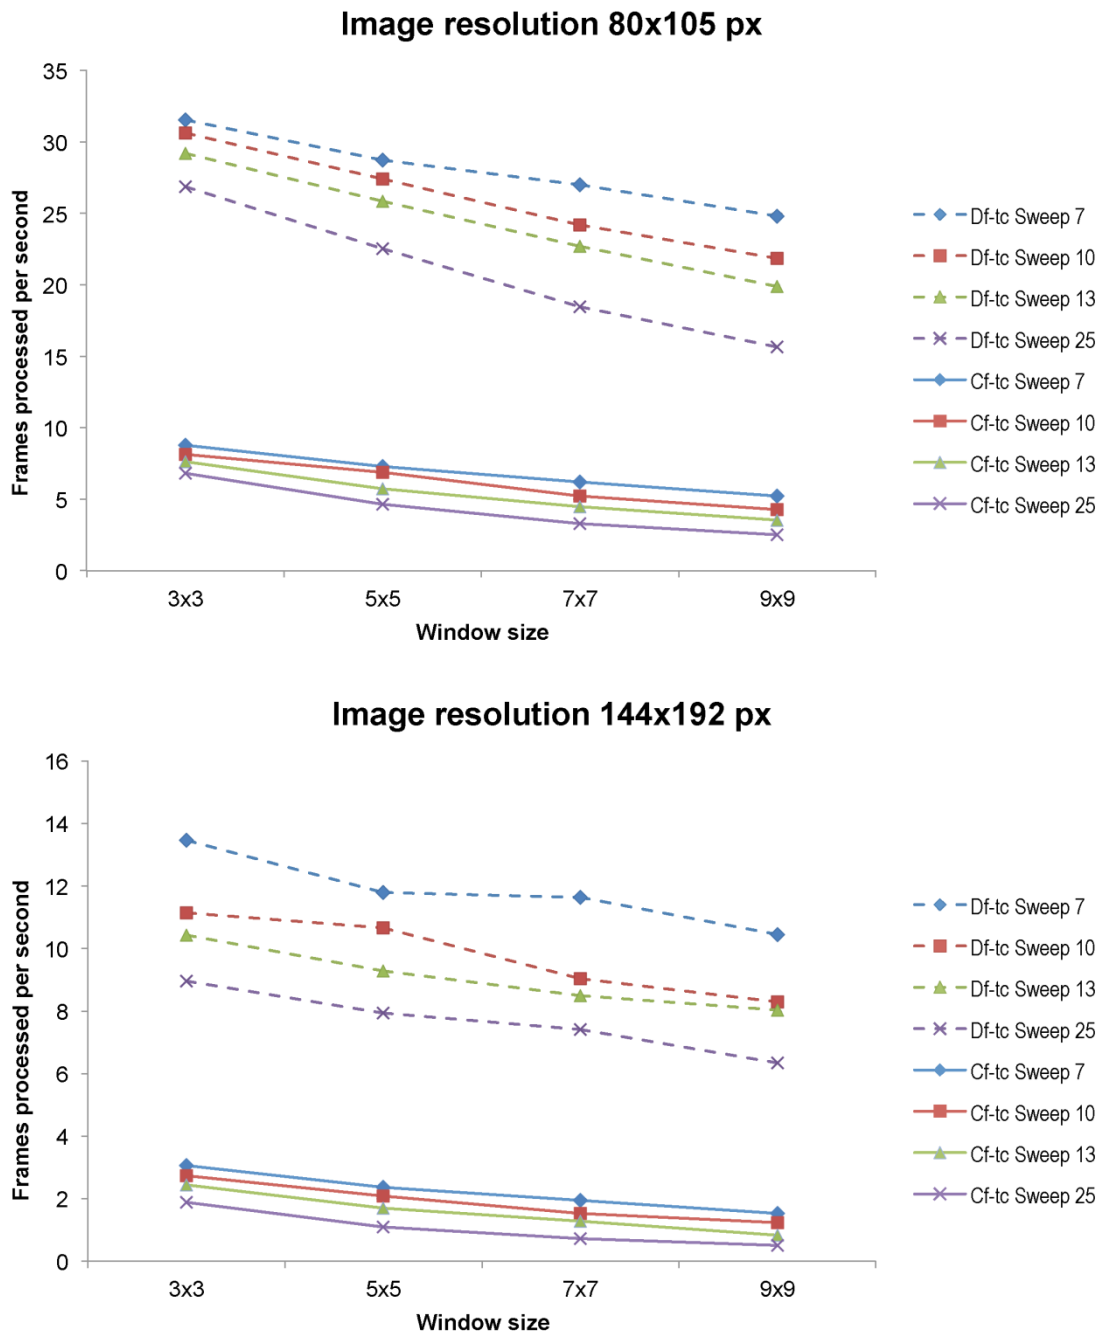 Image resolution 80x105 px
Frames processed per second
35
30
25
20
15
10
5
0
3x3 5x5 7x7 9x9
Window size
Df-tc Sweep 7
Df-tc Sweep 10
Df-tc Sweep 13
Df-tc Sweep 25
Cf-tc Sweep 7
Cf-tc Sweep 10
Cf-tc Sweep 13
Cf-tc Sweep 25
Image resolution 144x192 px
Frames processed per second
16
14
12
10
8
6
4
2
0
3x3 5x5 7x7 9x9
Window size
Df-tc Sweep 7
Df-tc Sweep 10
Df-tc Sweep 13
Df-tc Sweep 25
Cf-tc Sweep 7
Cf-tc Sweep 10
Cf-tc Sweep 13
Cf-tc Sweep 25